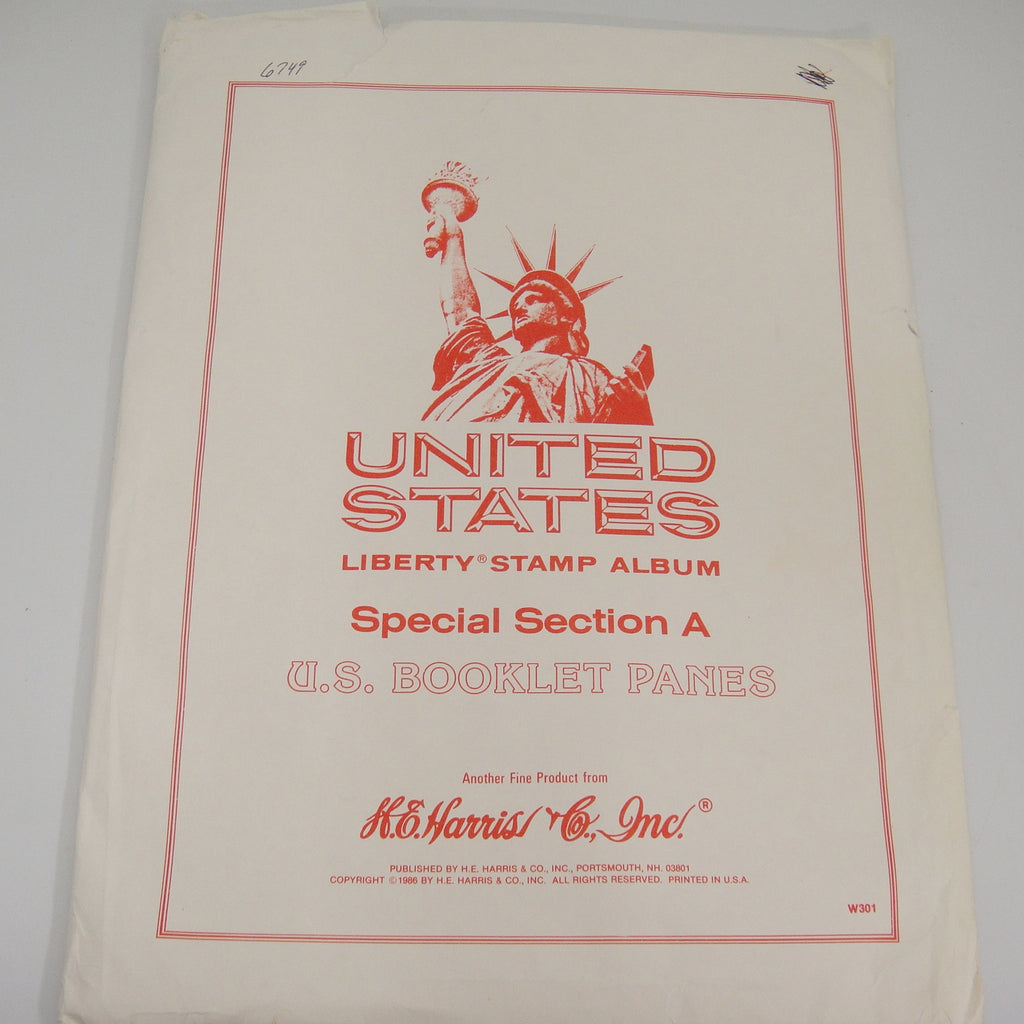 6749
UNITED
STATES
LIBERTY® STAMP ALBUM
Special Section A
U.S. BOOKLET PANES
Another Fine Product from
H.E. Harris & Co., Inc.®
PUBLISHED BY H.E. HARRIS & CO., INC., PORTSMOUTH, NH. 03801
COPYRIGHT ©1986 BY H.E. HARRIS & CO., INC. ALL RIGHTS RESERVED. PRINTED IN U.S.A.
W301